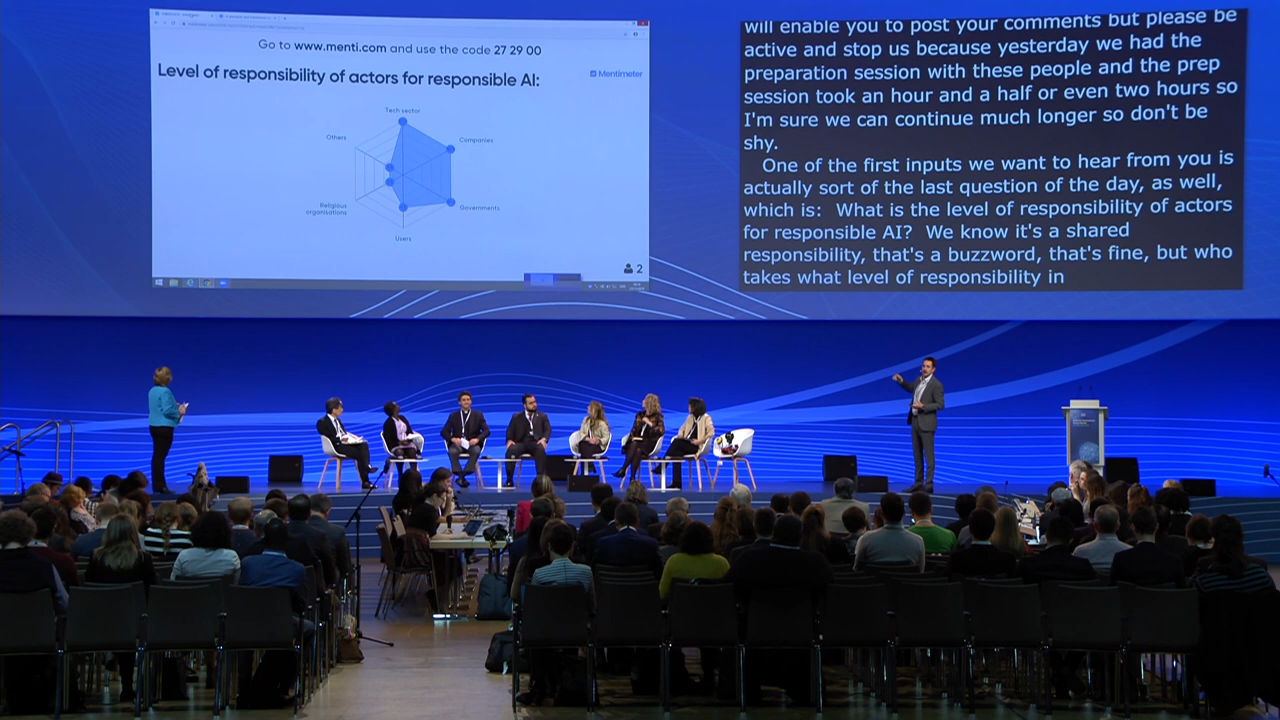 Go to www.menti.com and use the code 27 29 00
Level of responsibility of actors for responsible AI:
Mentimeter
Tech sector
Others
Companies
Religious
organisations
Governments
Users
2
will enable you to post your comments but please be
active and stop us because yesterday we had the
preparation session with these people and the prep
session took an hour and a half or even two hours so
I'm sure we can continue much longer so don't be
shy.
One of the first inputs we want to hear from you is
actually sort of the last question of the day, as well,
which is: What is the level of responsibility of actors
for responsible AI? We know it's a shared
responsibility, that's a buzzword, that's fine, but who
takes what level of responsibility in